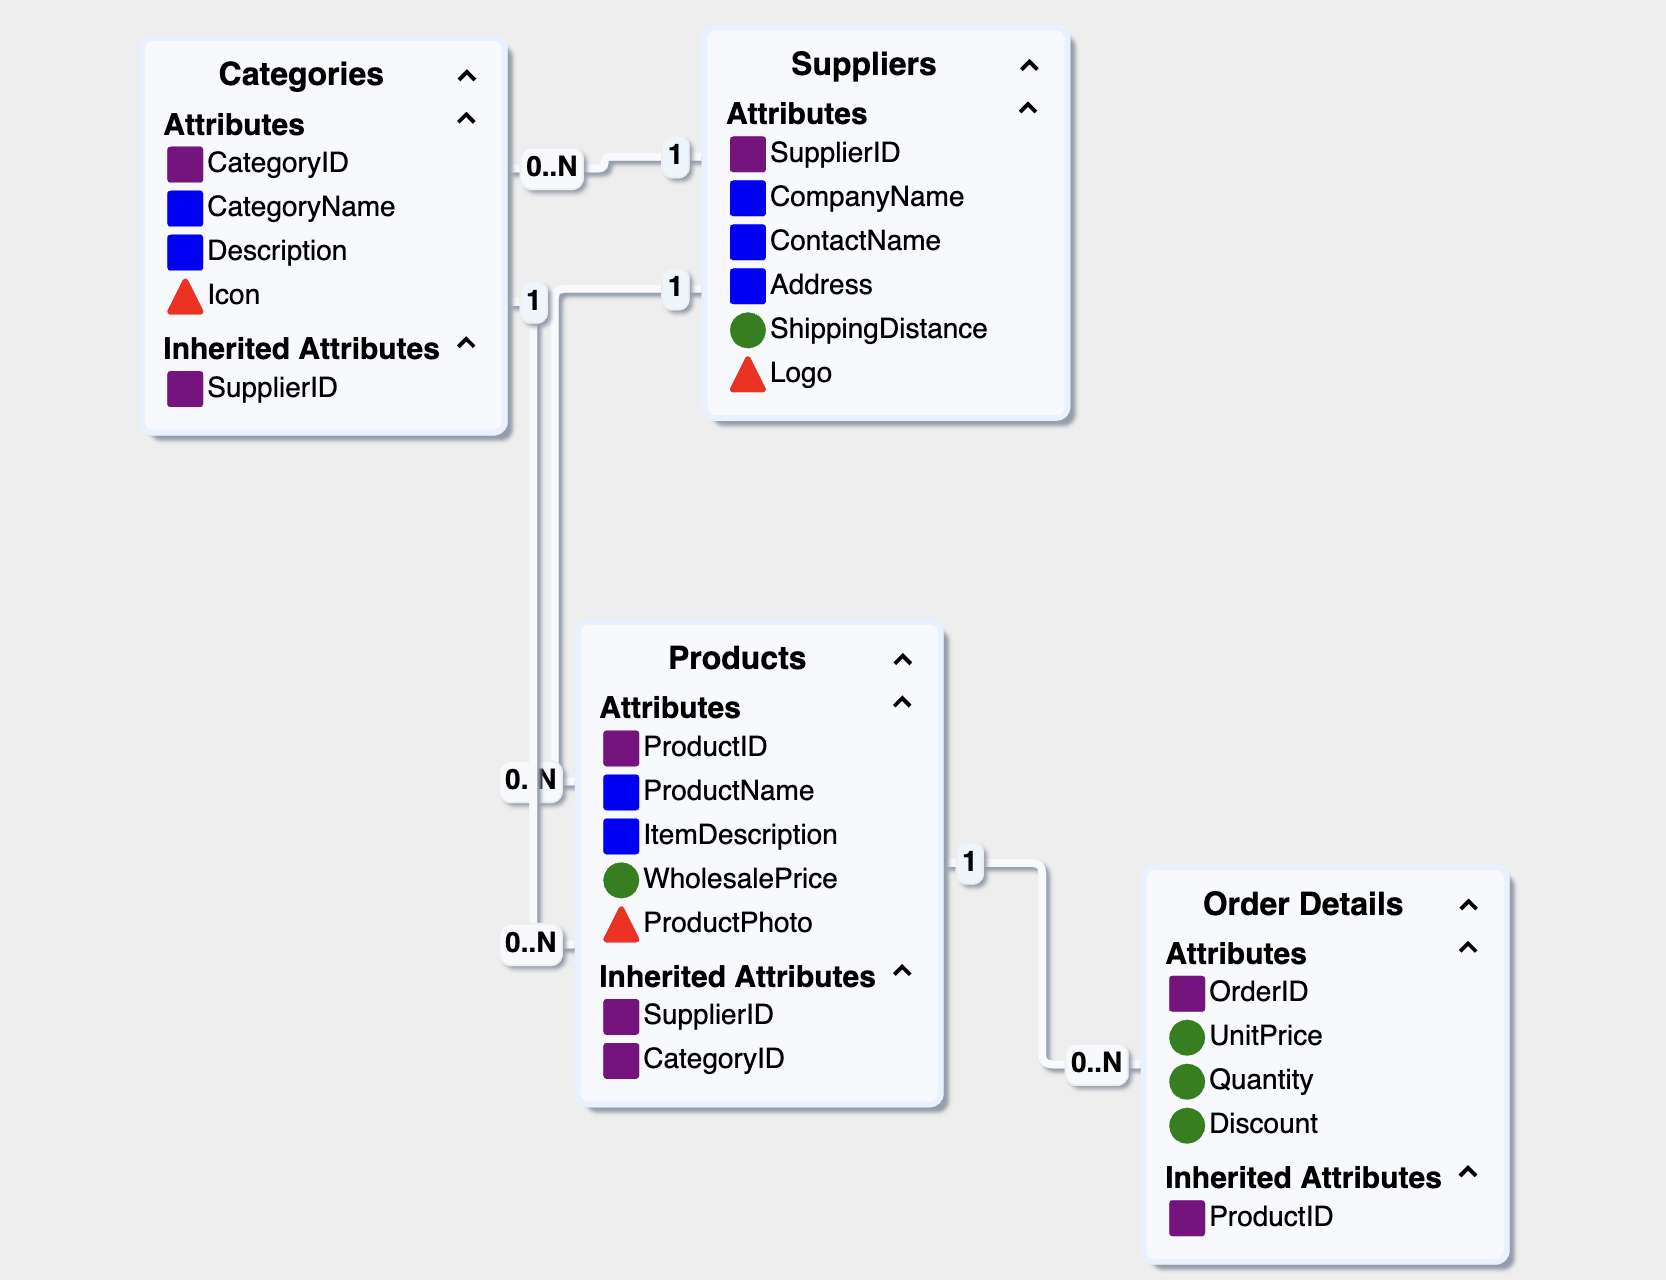 Categories
Attributes
CategoryID
CategoryName
Description
Icon
Inherited Attributes
SupplierID
0..N
1
Suppliers
Attributes
SupplierID
CompanyName
ContactName
Address
ShippingDistance
Logo
1
1
Products
Attributes
ProductID
ProductName
ItemDescription
WholesalePrice
ProductPhoto
Inherited Attributes
SupplierID
CategoryID
0..N
0..N
1
0..N
Order Details
Attributes
OrderID
UnitPrice
Quantity
Discount
Inherited Attributes
ProductID